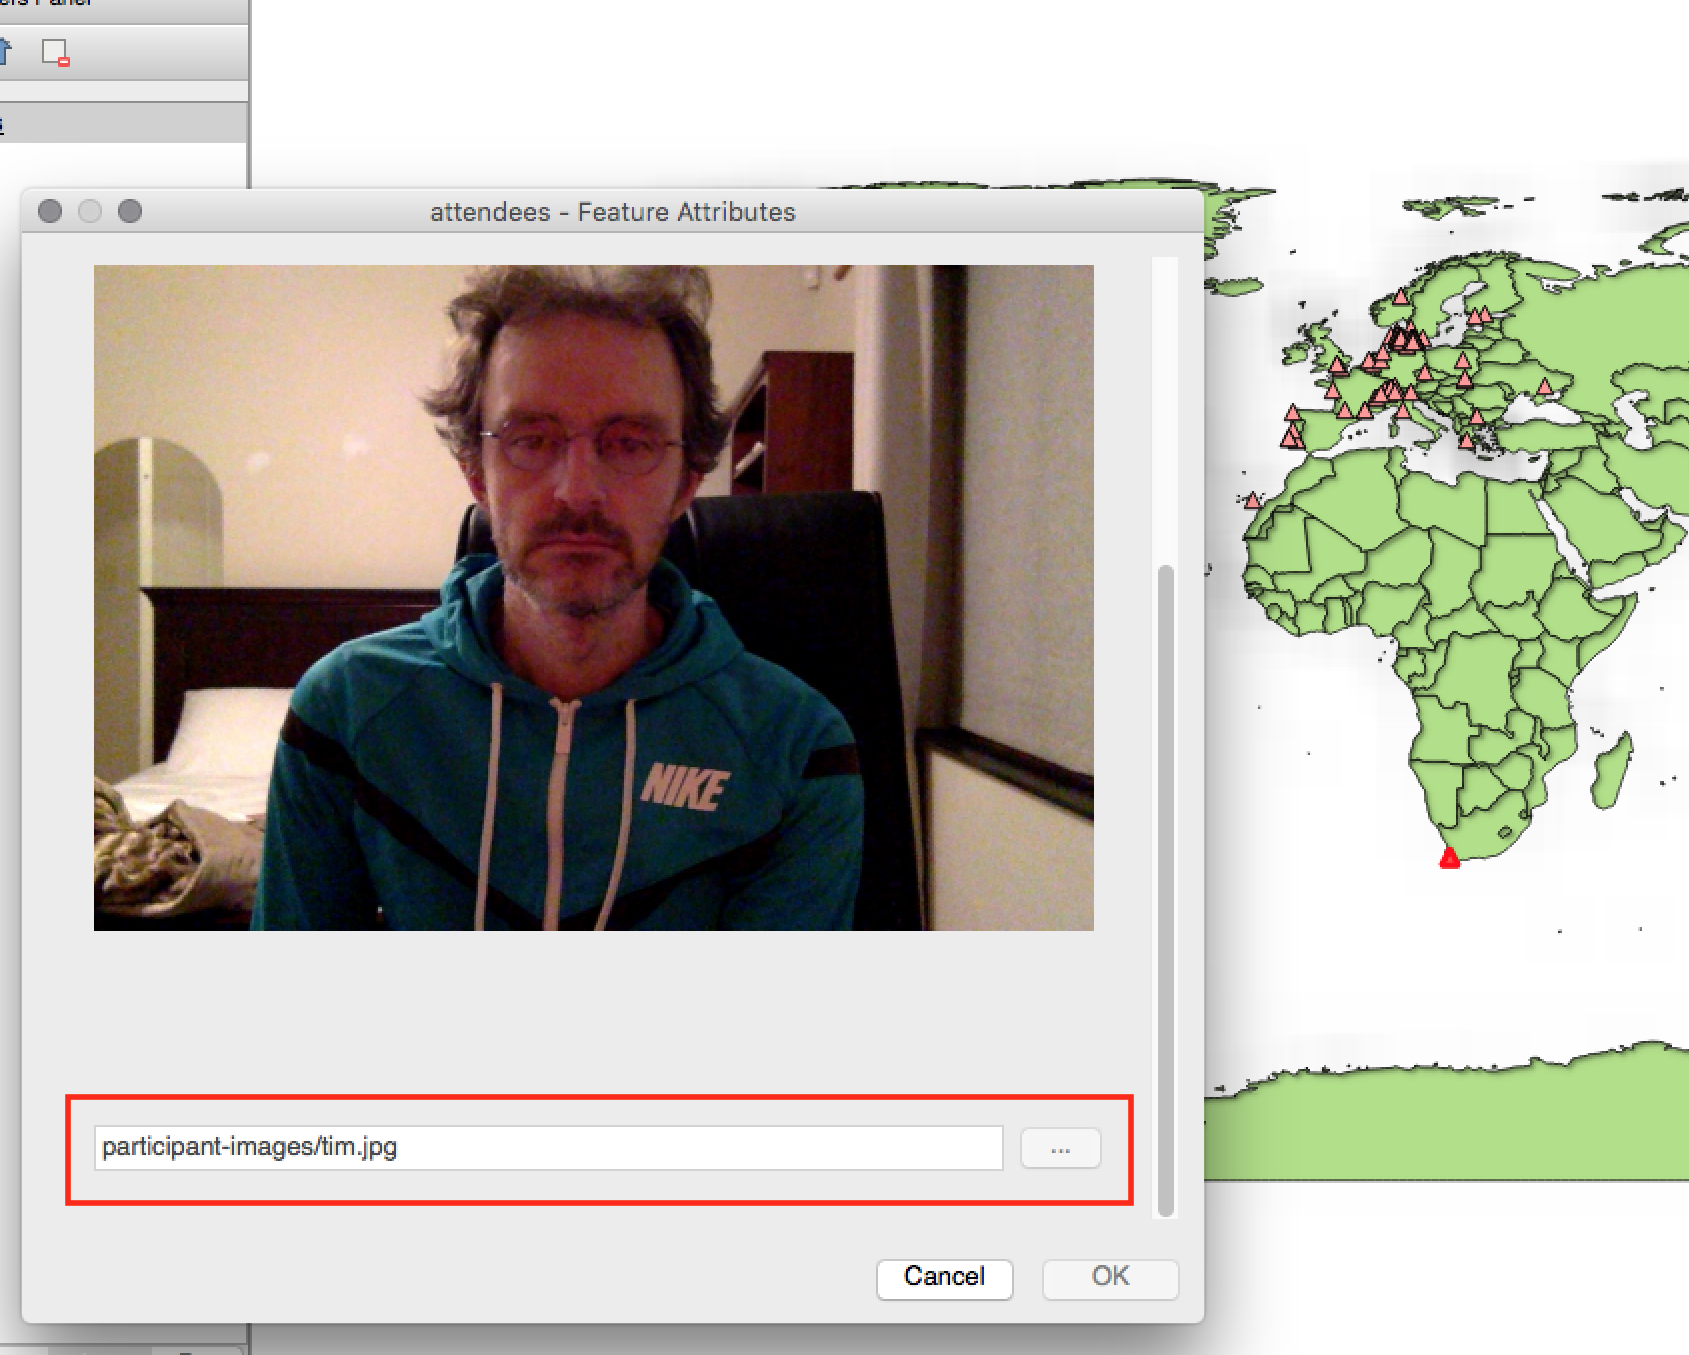 attendees - Feature Attributes
NIKE
participant-images/tim.jpg
...
Cancel
OK